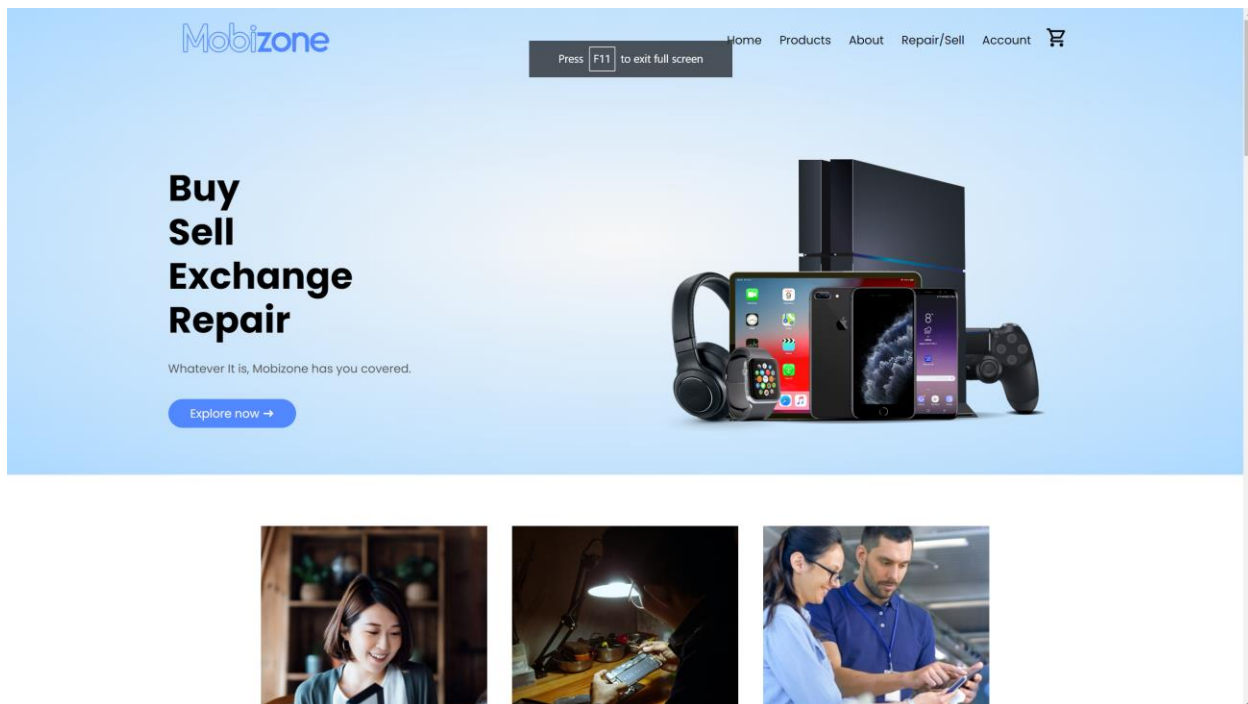 Mobizone
Home Products About Repair/Sell Account
Press F11 to exit full screen
Buy
Sell
Exchange
Repair
Whatever It is, Mobizone has you covered.
Explore now →